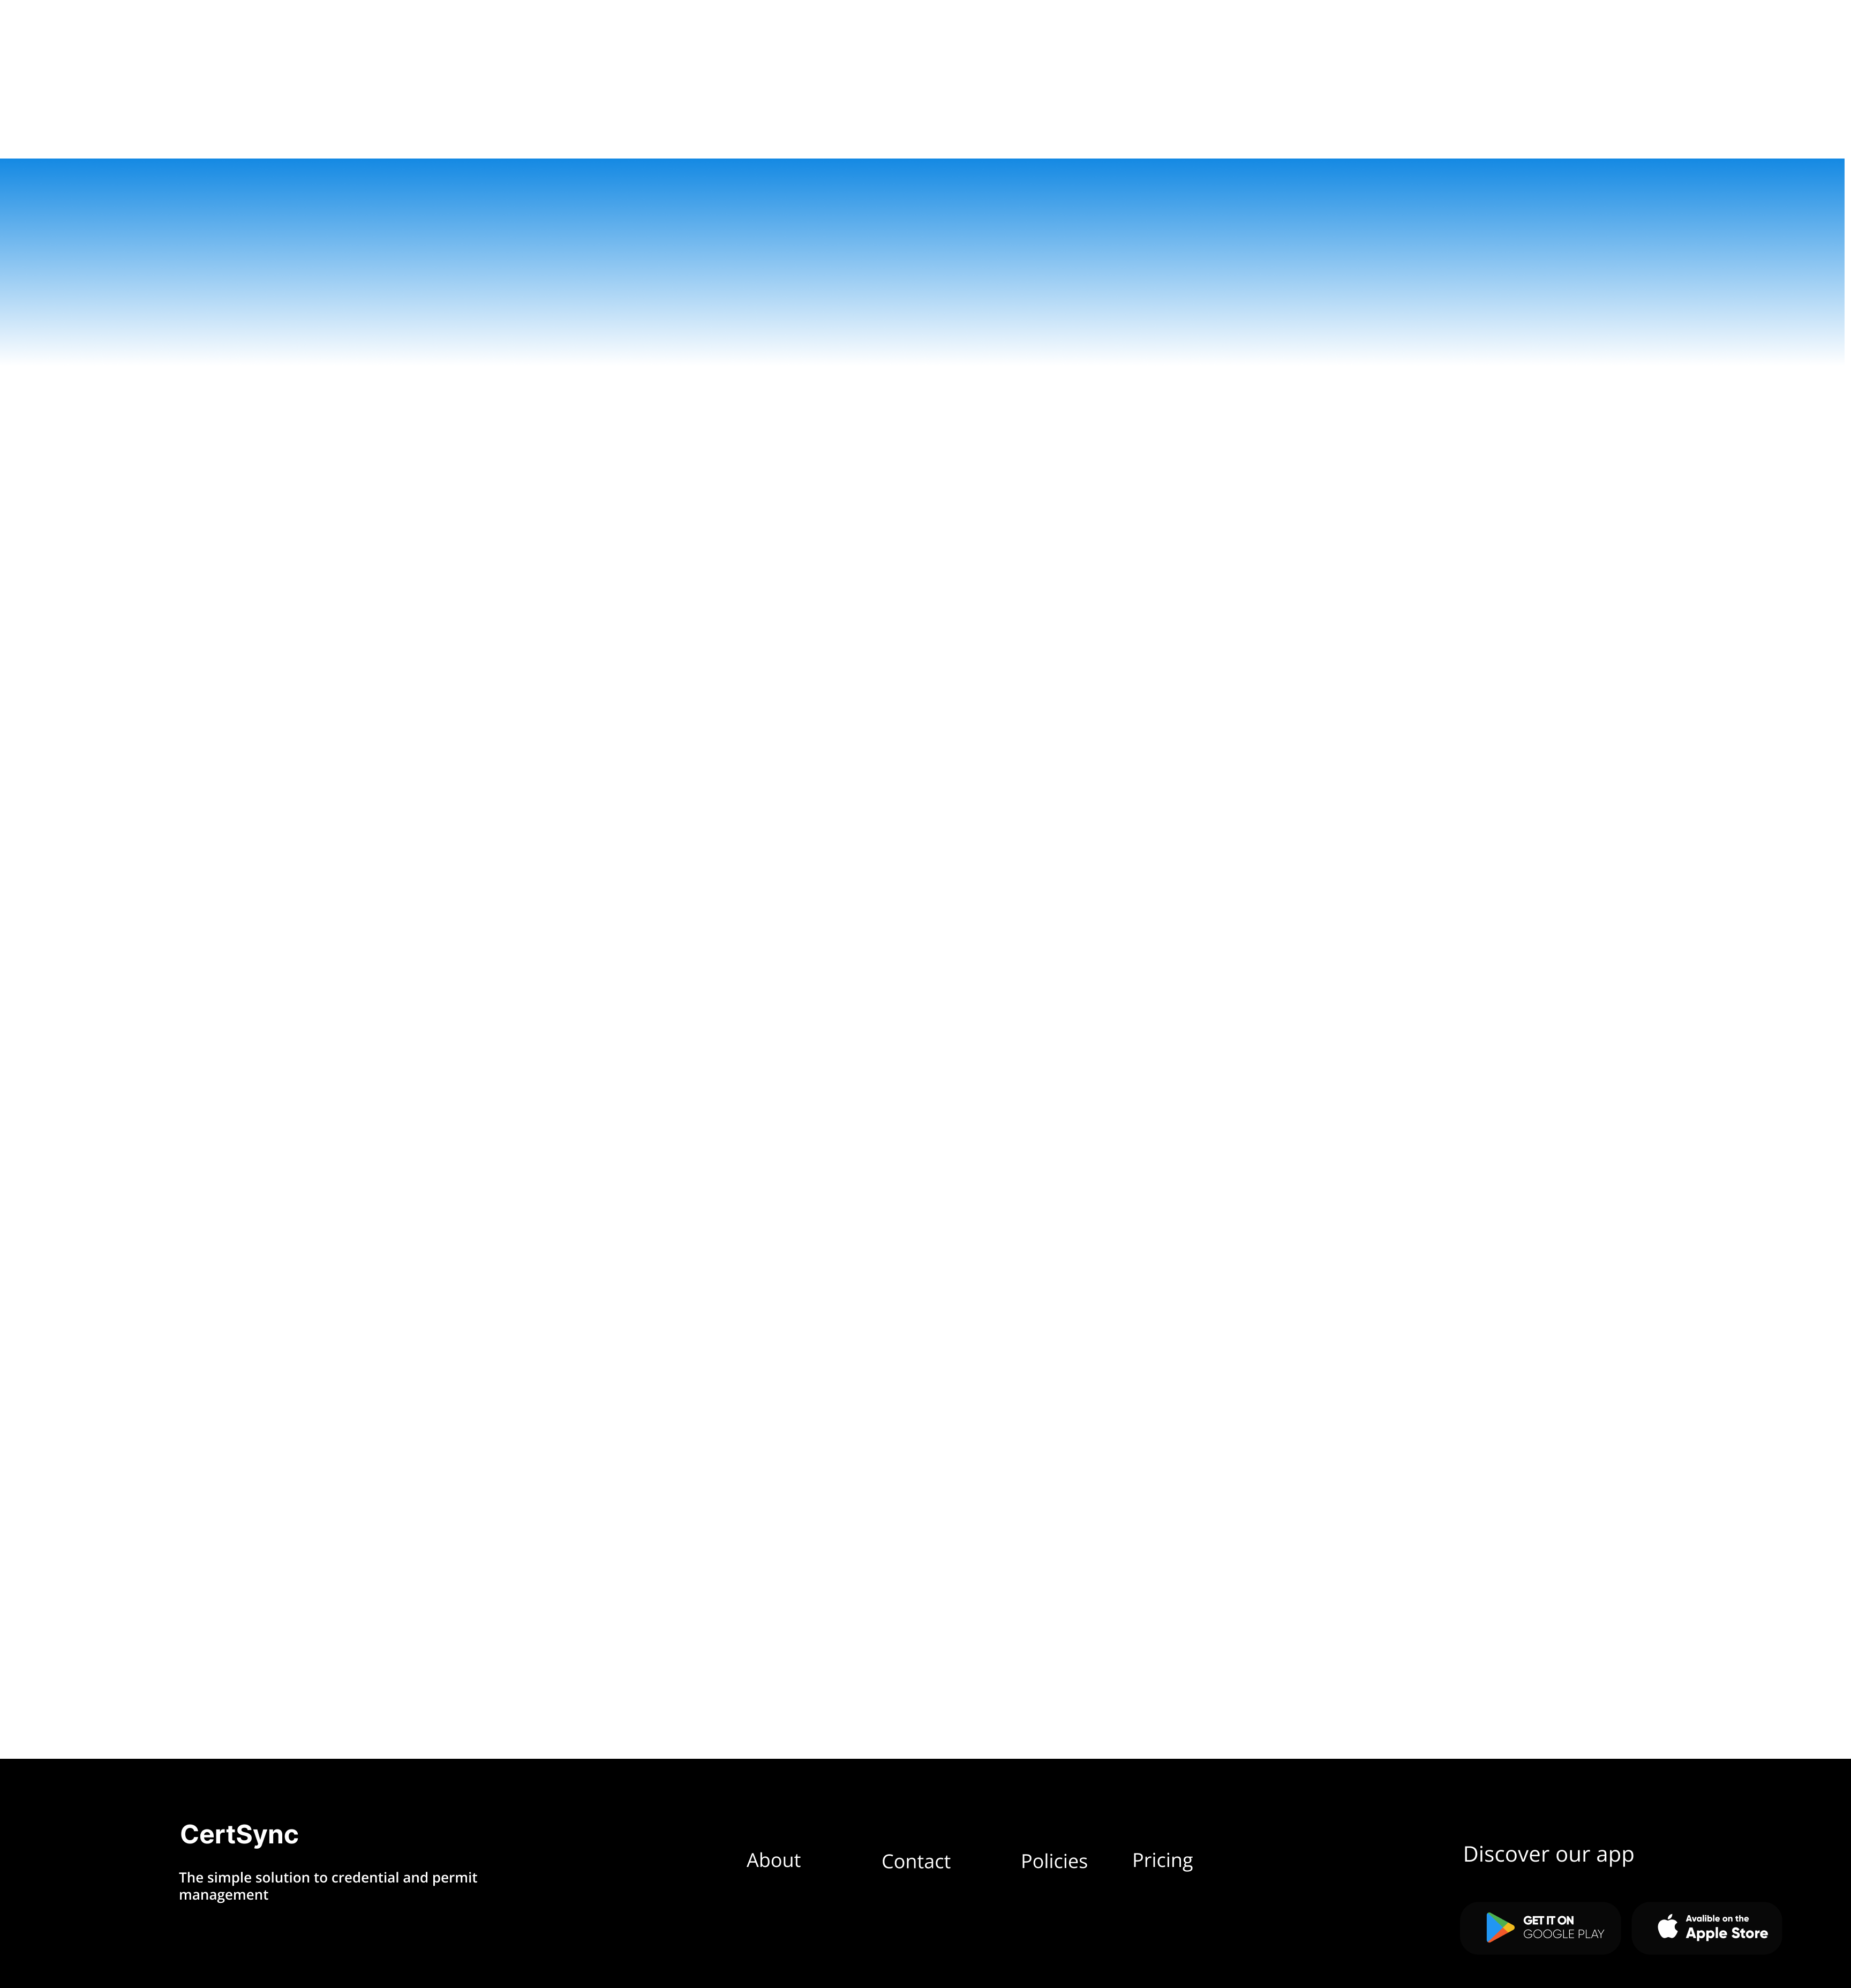 CertSync
The simple solution to credential and permit
management
About
Contact
Policies
Pricing
Discover our app
GET IT ON
GOOGLE PLAY
Avalible on the
Apple Store